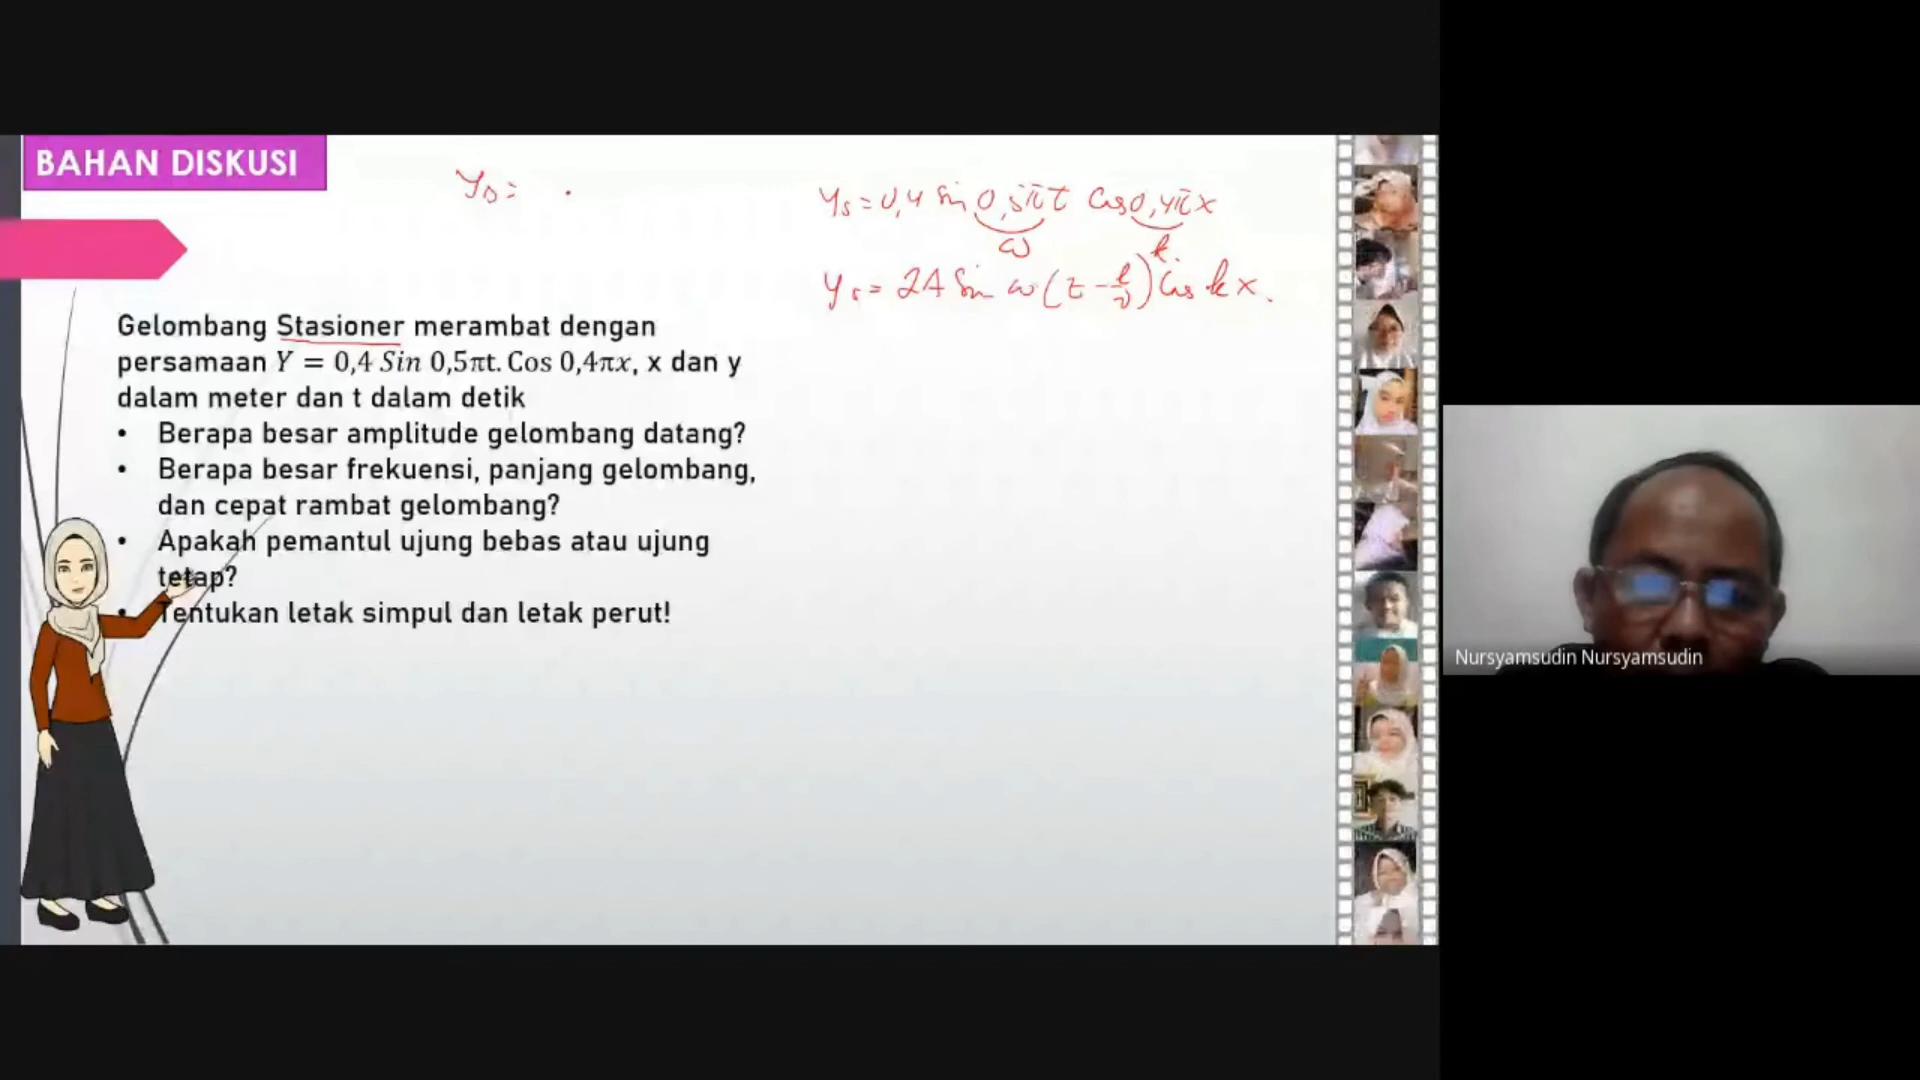 BAHAN DISKUSI
Y_D = .
y_s = 0,4 sin 0,5πt Cos 0,4πx
ω k.
y_s = 2A Sin ω (t - l/v) Cos kx.
Gelombang Stasioner merambat dengan
persamaan Y = 0,4 Sin 0,5πt. Cos 0,4πx, x dan y
dalam meter dan t dalam detik
• Berapa besar amplitude gelombang datang?
• Berapa besar frekuensi, panjang gelombang,
dan cepat rambat gelombang?
• Apakah pemantul ujung bebas atau ujung
tetap?
• Tentukan letak simpul dan letak perut!
Nursyamsudin Nursyamsudin